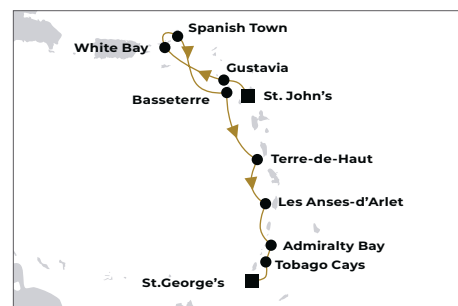 Spanish Town
White Bay
Gustavia
Basseterre
St. John's
Terre-de-Haut
Les Anses-d'Arlet
Admiralty Bay
Tobago Cays
St.George's